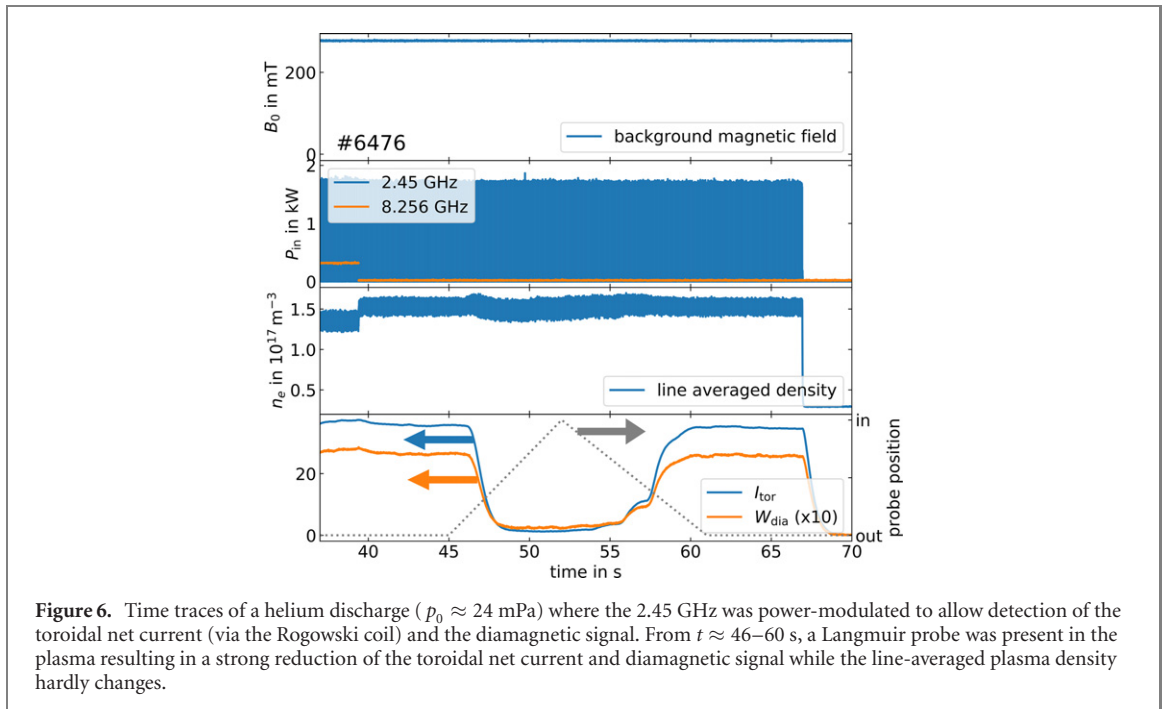 B₀ in mT
200
0
#6476
background magnetic field
P_in in kW
2
1
0
2.45 GHz
8.256 GHz
nₑ in 10¹⁷ m⁻³
1.5
1.0
0.5
line averaged density
20
0
in
out
probe position
I_tor
W_dia (x10)
40 45 50 55 60 65 70
time in s
Figure 6. Time traces of a helium discharge ( p₀ ≈ 24 mPa) where the 2.45 GHz was power-modulated to allow detection of the
toroidal net current (via the Rogowski coil) and the diamagnetic signal. From t ≈ 46–60 s, a Langmuir probe was present in the
plasma resulting in a strong reduction of the toroidal net current and diamagnetic signal while the line-averaged plasma density
hardly changes.